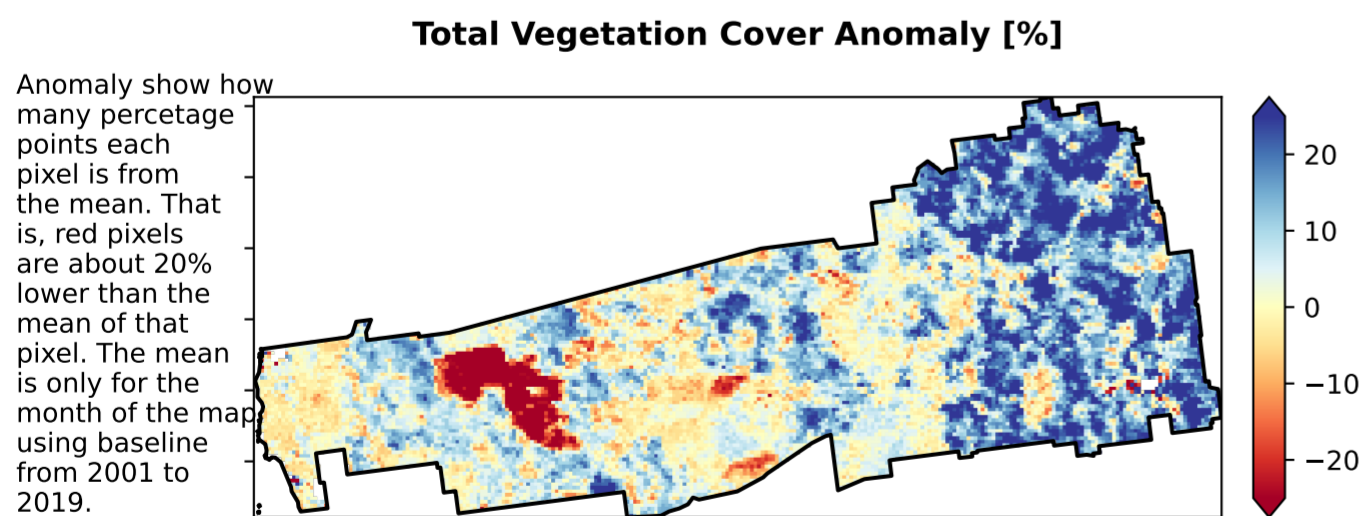 Total Vegetation Cover Anomaly [%]
Anomaly show how
many percetage
points each
pixel is from
the mean. That
is, red pixels
are about 20%
lower than the
mean of that
pixel. The mean
is only for the
month of the map
using baseline
from 2001 to
2019.
20
10
0
−10
−20